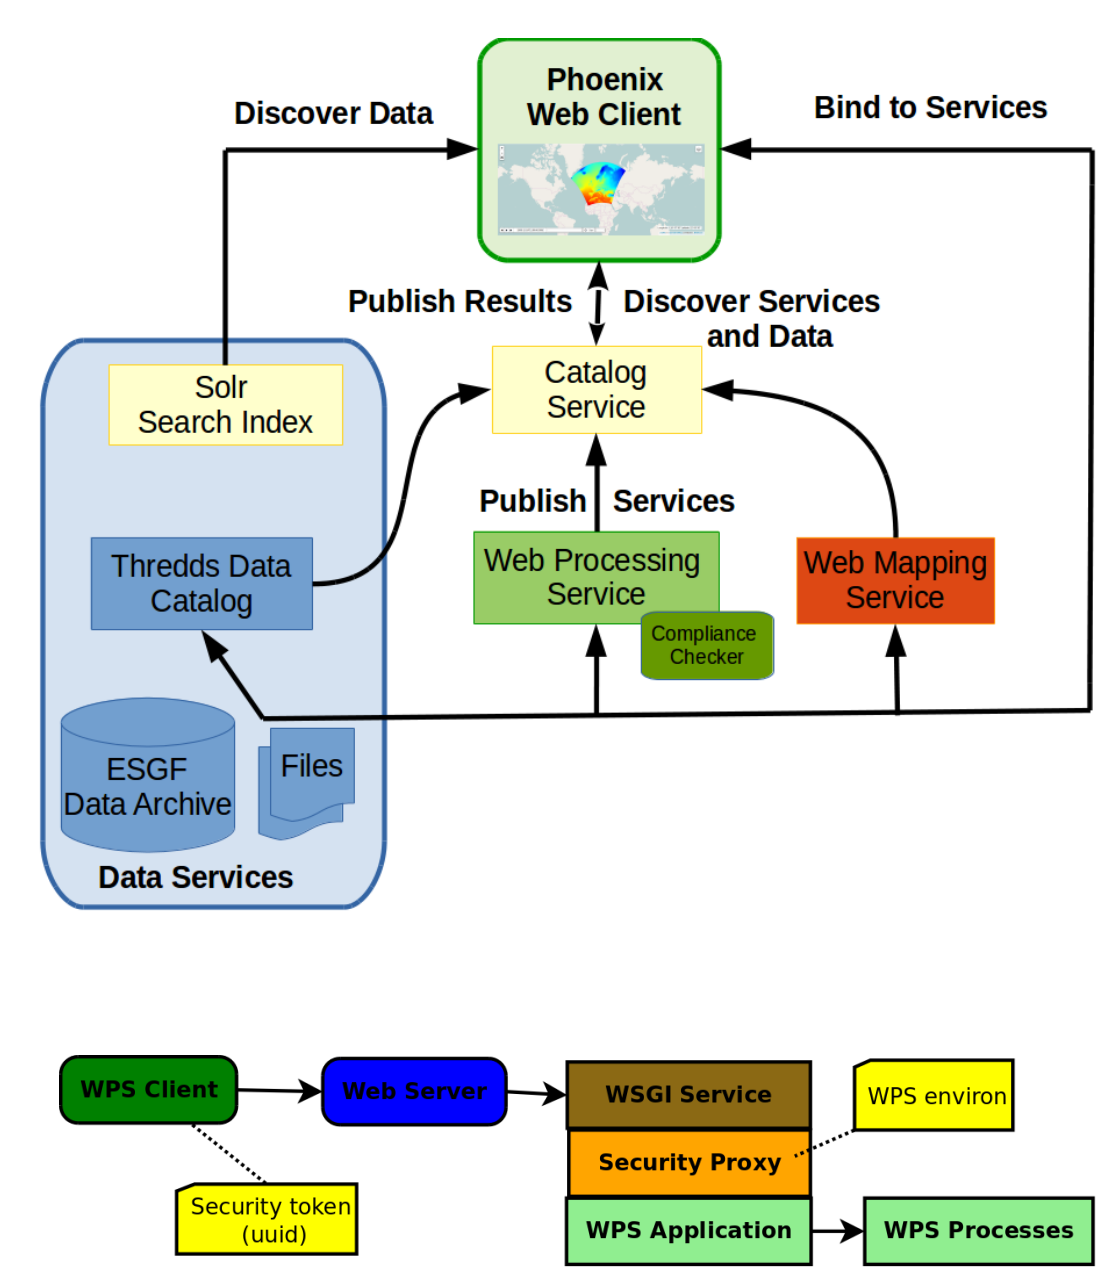 Phoenix
Web Client
Discover Data
Bind to Services
Publish Results
Discover Services
and Data
Solr
Search Index
Catalog
Service
Publish
Services
Thredds Data
Catalog
Web Processing
Service
Web Mapping
Service
Compliance
Checker
ESGF
Data Archive
Files
Data Services
WPS Client
Web Server
WSGI Service
WPS environ
Security Proxy
Security token
(uuid)
WPS Application
WPS Processes